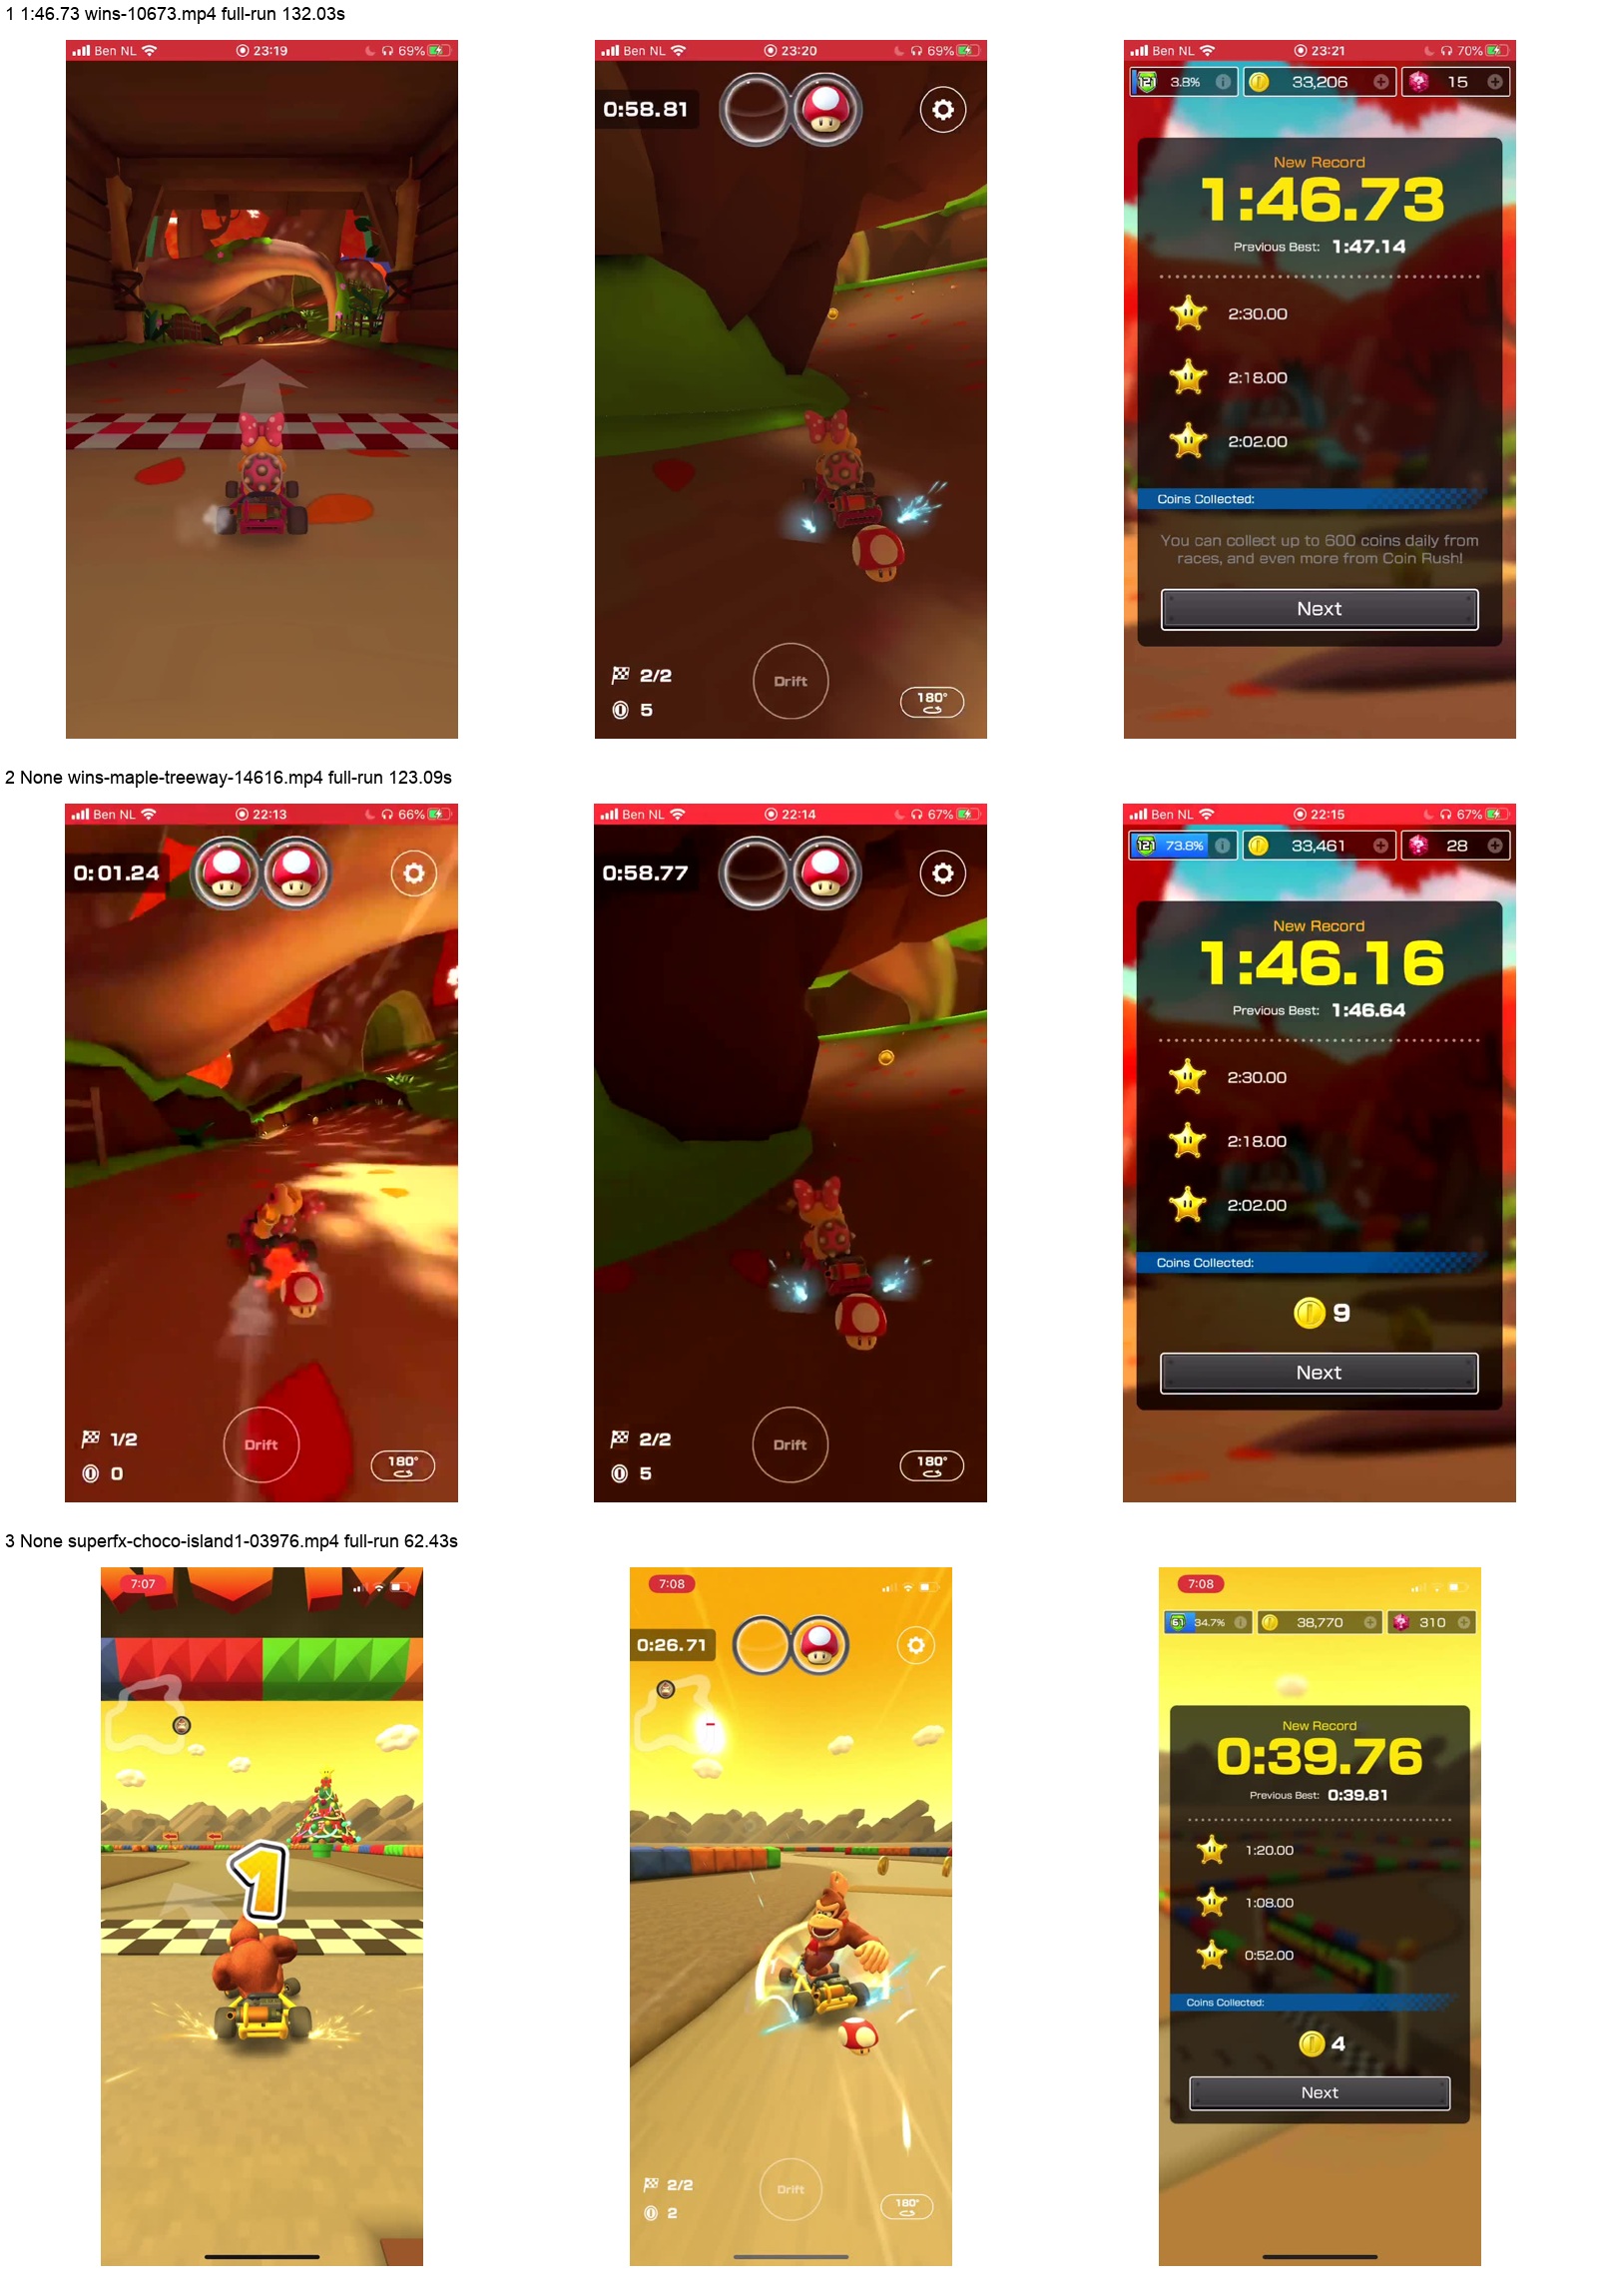 1 1:46.73 wins-10673.mp4 full-run 132.03s
Ben NL 23:19 69%
Ben NL 23:20 69%
0:58.81
2/2
5
Drift
180°
Ben NL 23:21 70%
121 3.8% 33,206 15
New Record
1:46.73
Previous Best: 1:47.14
2:30.00
2:18.00
2:02.00
Coins Collected:
You can collect up to 600 coins daily from
races, and even more from Coin Rush!
Next
2 None wins-maple-treeway-14616.mp4 full-run 123.09s
Ben NL 22:13 66%
0:01.24
1/2
0
Drift
180°
Ben NL 22:14 67%
0:58.77
2/2
5
Drift
180°
Ben NL 22:15 67%
121 73.8% 33,461 28
New Record
1:46.16
Previous Best: 1:46.64
2:30.00
2:18.00
2:02.00
Coins Collected:
9
Next
3 None superfx-choco-island1-03976.mp4 full-run 62.43s
7:07
1
7:08
0:26.71
2/2
2
Drift
180°
7:08
61 34.7% 38,770 310
New Record
0:39.76
Previous Best: 0:39.81
1:20.00
1:08.00
0:52.00
Coins Collected:
4
Next